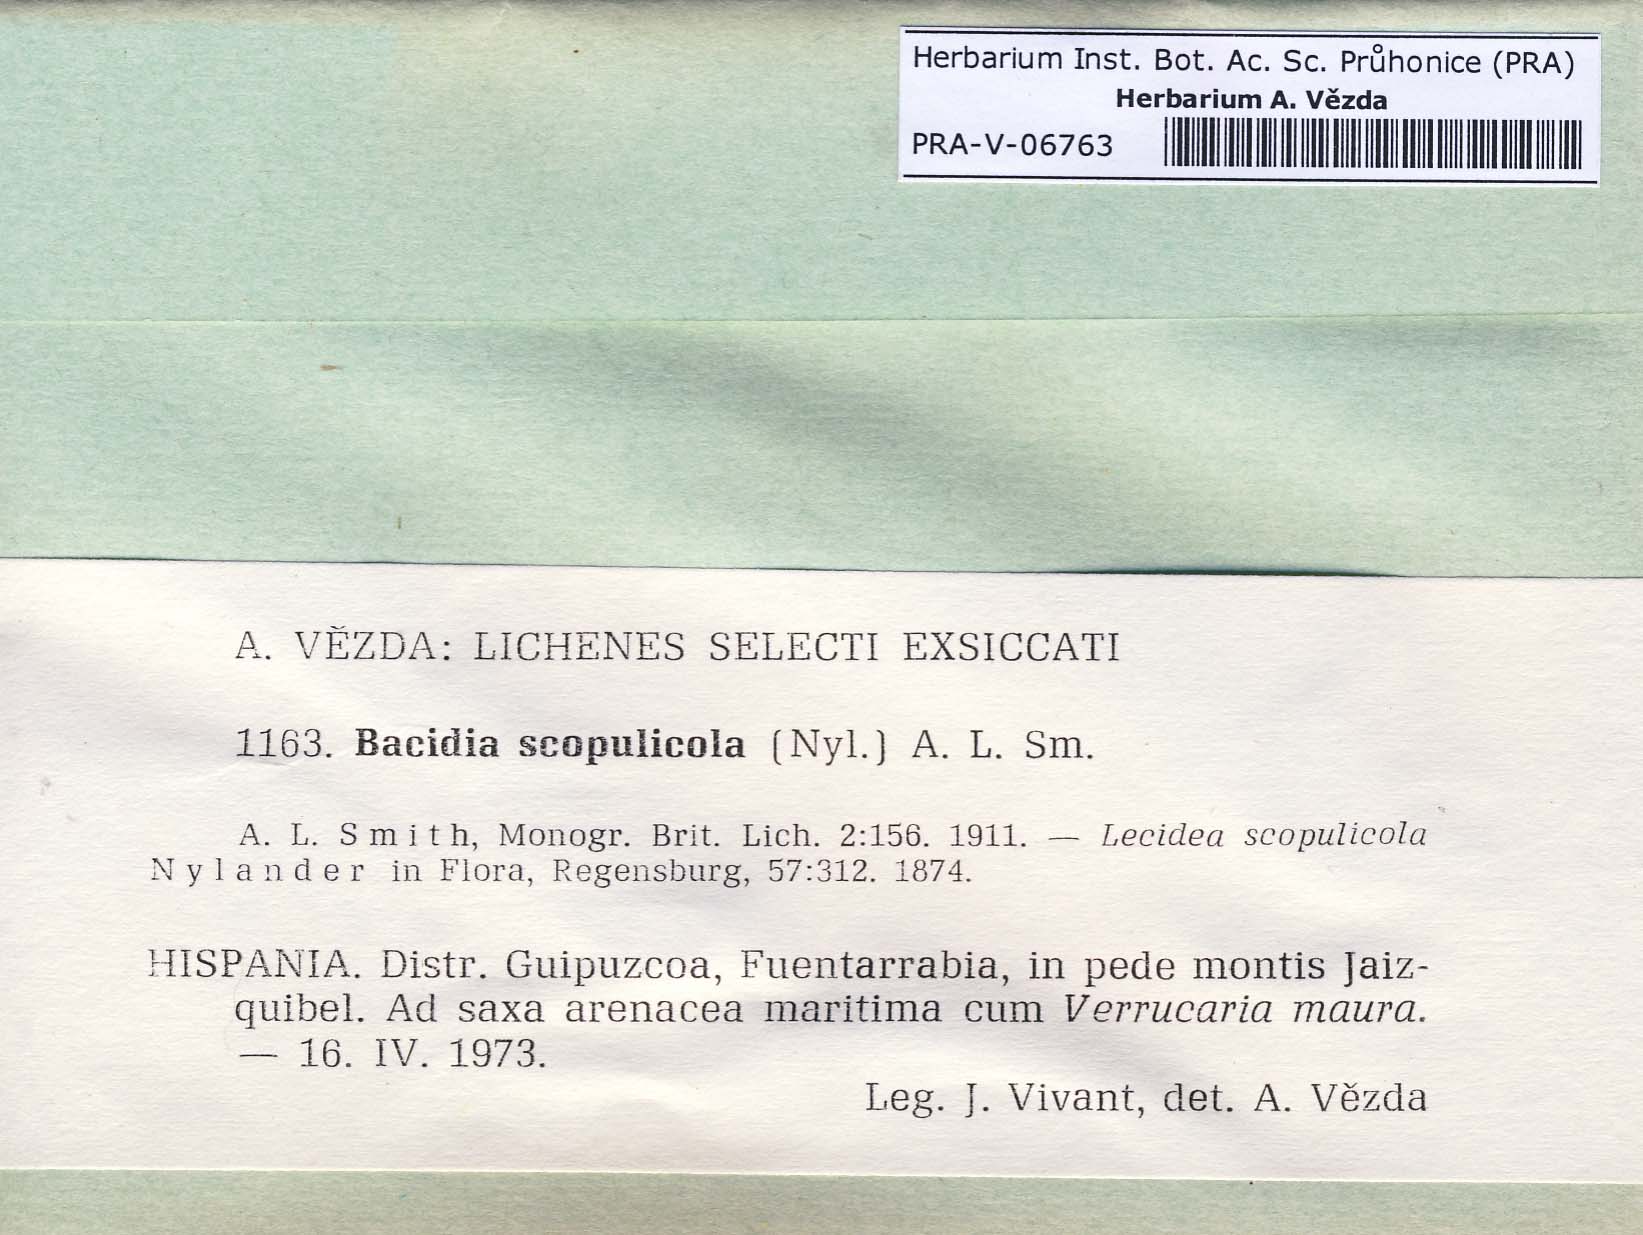 Herbarium Inst. Bot. Ac. Sc. Průhonice (PRA)
Herbarium A. Vězda
PRA-V-06763
A. VĚZDA: LICHENES SELECTI EXSICCATI
1163. Bacidia scopulicola (Nyl.) A. L. Sm.
A. L. Smith, Monogr. Brit. Lich. 2:156. 1911. — Lecidea scopulicola
Nylander in Flora, Regensburg, 57:312. 1874.
HISPANIA. Distr. Guipuzcoa, Fuentarrabia, in pede montis Jaiz-
quibel. Ad saxa arenacea maritima cum Verrucaria maura.
— 16. IV. 1973.
Leg. J. Vivant, det. A. Vězda